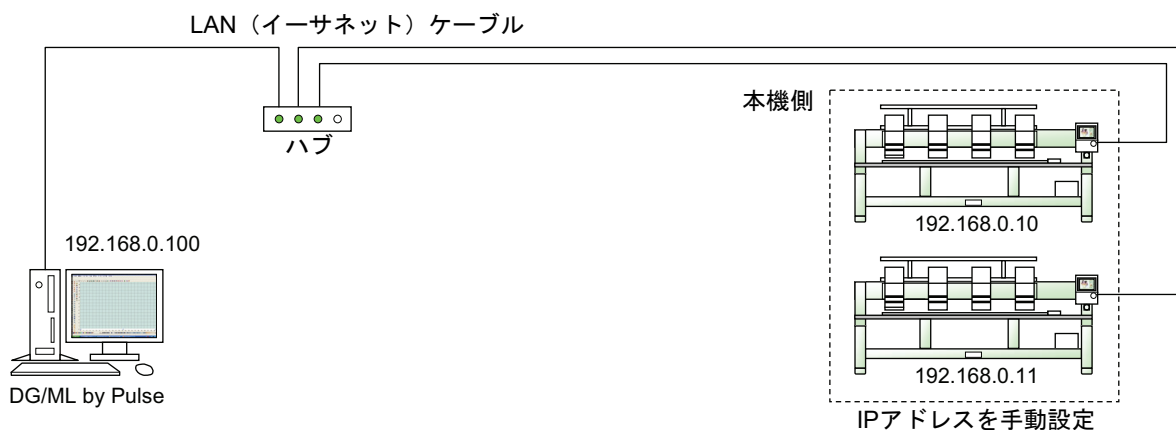 LAN（イーサネット）ケーブル
本機側
ハブ
192.168.0.10
192.168.0.100
192.168.0.11
DG/ML by Pulse
IPアドレスを手動設定